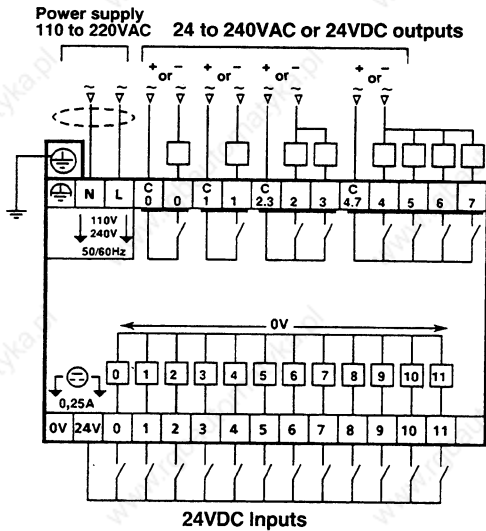 Power supply
110 to 220VAC
24 to 240VAC or 24VDC outputs
+ or − + or − + or − + or −
N L C 0 0 C 1 1 C 2.3 2 3 C 4.7 4 5 6 7
110V
240V
50/60Hz
0V
0 1 2 3 4 5 6 7 8 9 10 11
0,25A
0V 24V 0 1 2 3 4 5 6 7 8 9 10 11
24VDC Inputs